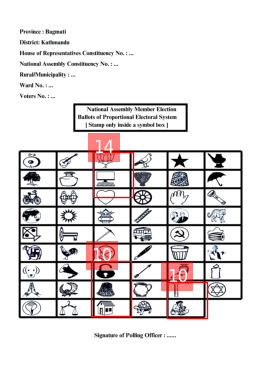 Province : Bagmati
District: Kathmandu
House of Representatives Constituency No. : ...
National Assembly Constituency No. : ...
Rural/Municipality : ...
Ward No. : ...
Voters No. : ...
National Assembly Member Election
Ballots of Proportional Electoral System
[ Stamp only inside a symbol box ]
14
10
10
Signature of Polling Officer : ......